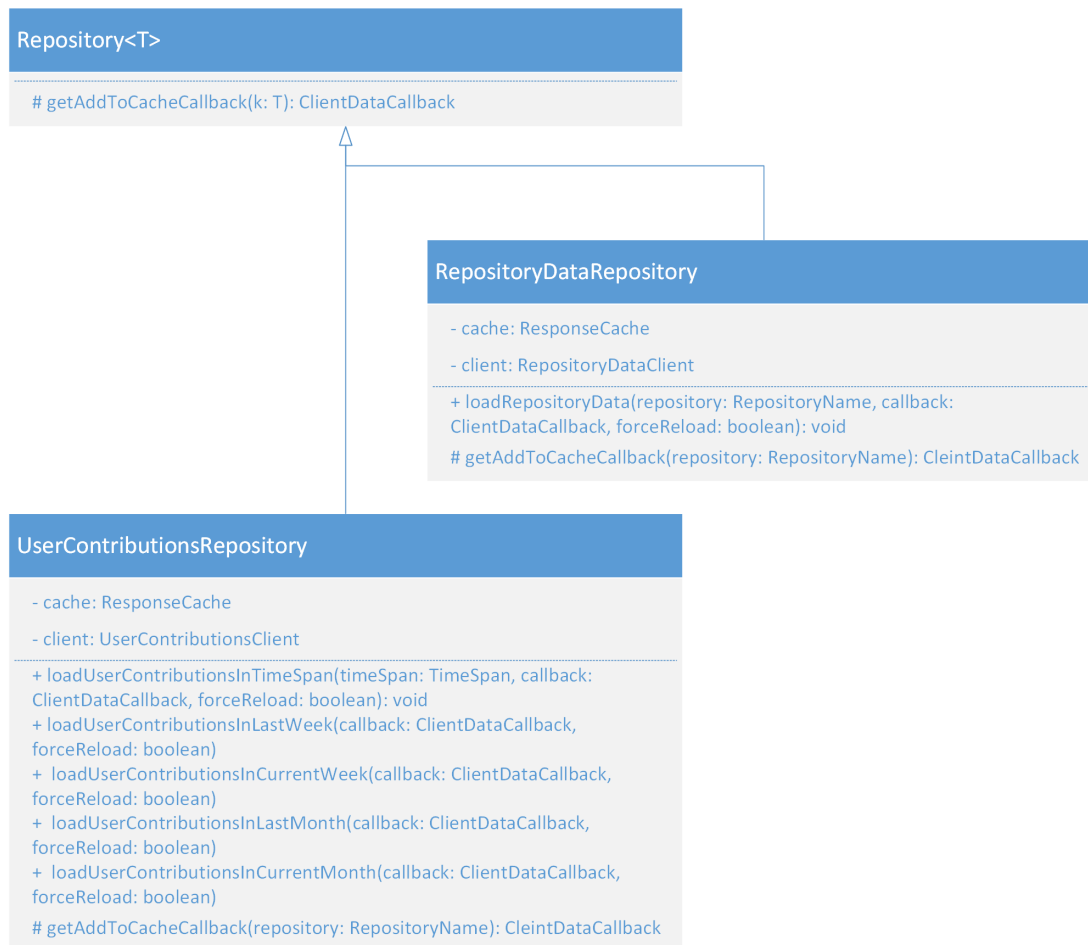 Repository<T>
# getAddToCacheCallback(k: T): ClientDataCallback
RepositoryDataRepository
- cache: ResponseCache
- client: RepositoryDataClient
+ loadRepositoryData(repository: RepositoryName, callback:
ClientDataCallback, forceReload: boolean): void
# getAddToCacheCallback(repository: RepositoryName): CleintDataCallback
UserContributionsRepository
- cache: ResponseCache
- client: UserContributionsClient
+ loadUserContributionsInTimeSpan(timeSpan: TimeSpan, callback:
ClientDataCallback, forceReload: boolean): void
+ loadUserContributionsInLastWeek(callback: ClientDataCallback,
forceReload: boolean)
+  loadUserContributionsInCurrentWeek(callback: ClientDataCallback,
forceReload: boolean)
+  loadUserContributionsInLastMonth(callback: ClientDataCallback,
forceReload: boolean)
+  loadUserContributionsInCurrentMonth(callback: ClientDataCallback,
forceReload: boolean)
# getAddToCacheCallback(repository: RepositoryName): CleintDataCallback